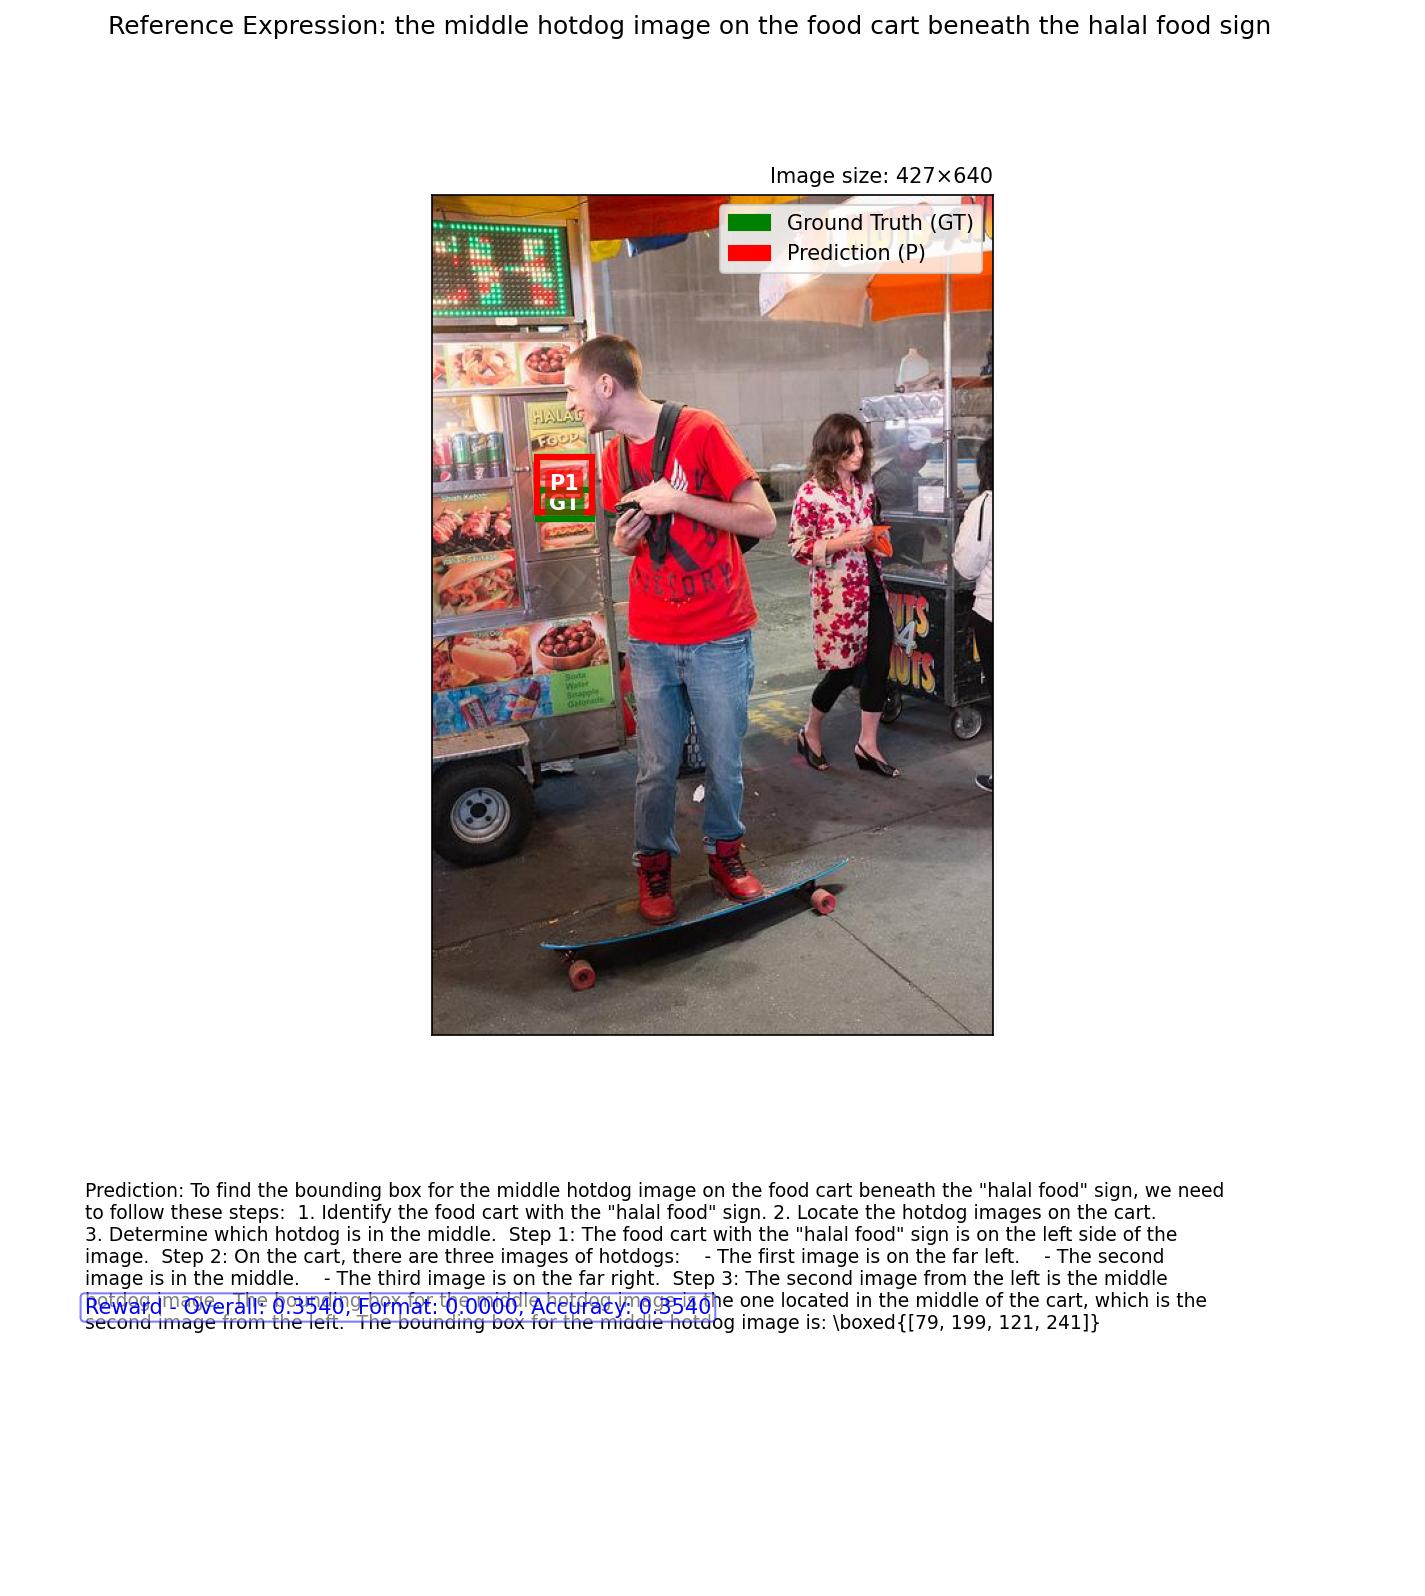 Reference Expression: the middle hotdog image on the food cart beneath the halal food sign
Image size: 427×640
Ground Truth (GT)
Prediction (P)
HALAL
FOOD
P1
GT
Shish Kebab
VICTORY
NUTS
4
NUTS
Soda
Water
Snapple
Gatorade
Prediction: To find the bounding box for the middle hotdog image on the food cart beneath the "halal food" sign, we need
to follow these steps:  1. Identify the food cart with the "halal food" sign. 2. Locate the hotdog images on the cart.
3. Determine which hotdog is in the middle.  Step 1: The food cart with the "halal food" sign is on the left side of the
image.  Step 2: On the cart, there are three images of hotdogs:    - The first image is on the far left.    - The second
image is in the middle.    - The third image is on the far right.  Step 3: The second image from the left is the middle
hotdog image.  The bounding box for the middle hotdog image is the one located in the middle of the cart, which is the
Reward - Overall: 0.3540, Format: 0.0000, Accuracy: 0.3540
second image from the left.  The bounding box for the middle hotdog image is: \boxed{[79, 199, 121, 241]}